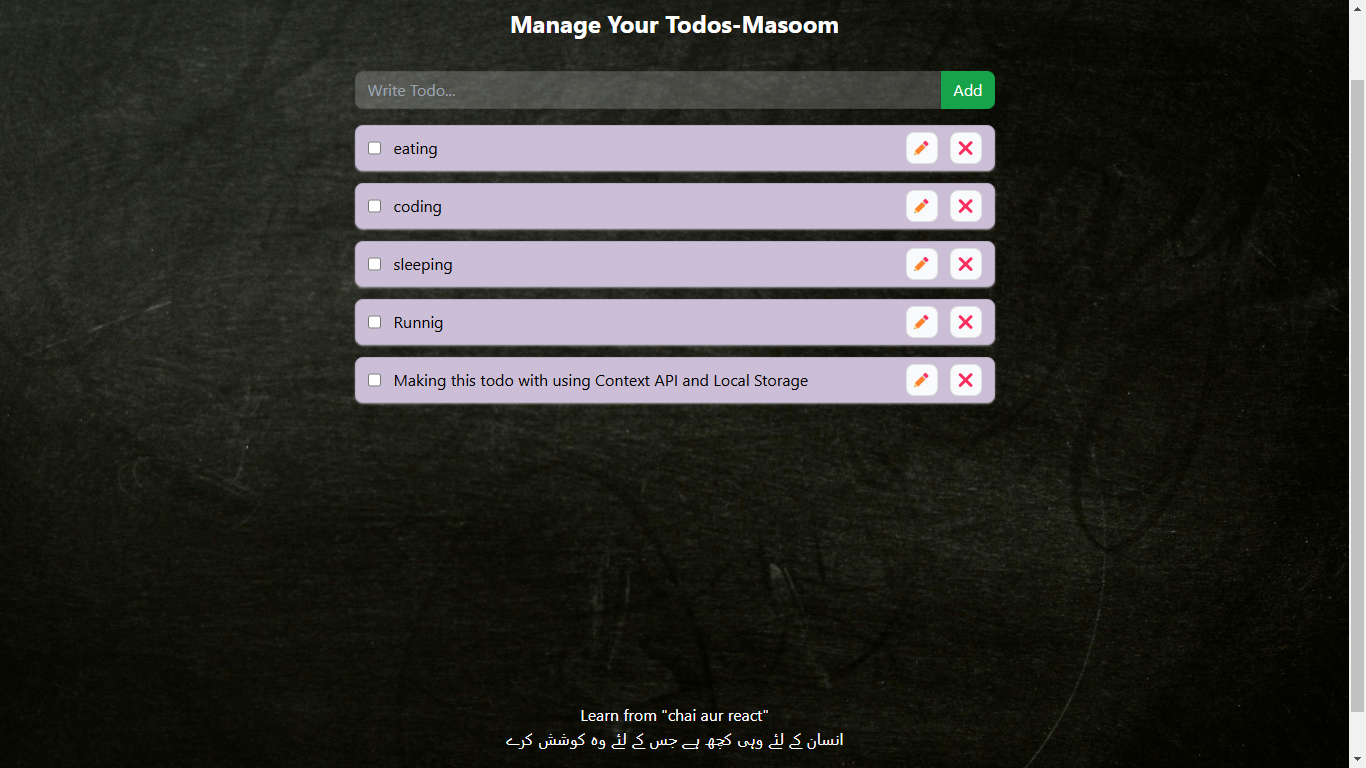 Manage Your Todos-Masoom
Write Todo...
Add
eating
coding
sleeping
Runnig
Making this todo with using Context API and Local Storage
Learn from "chai aur react"
انسان کے لئے وہی کچھ ہے جس کے لئے وہ کوشش کرے